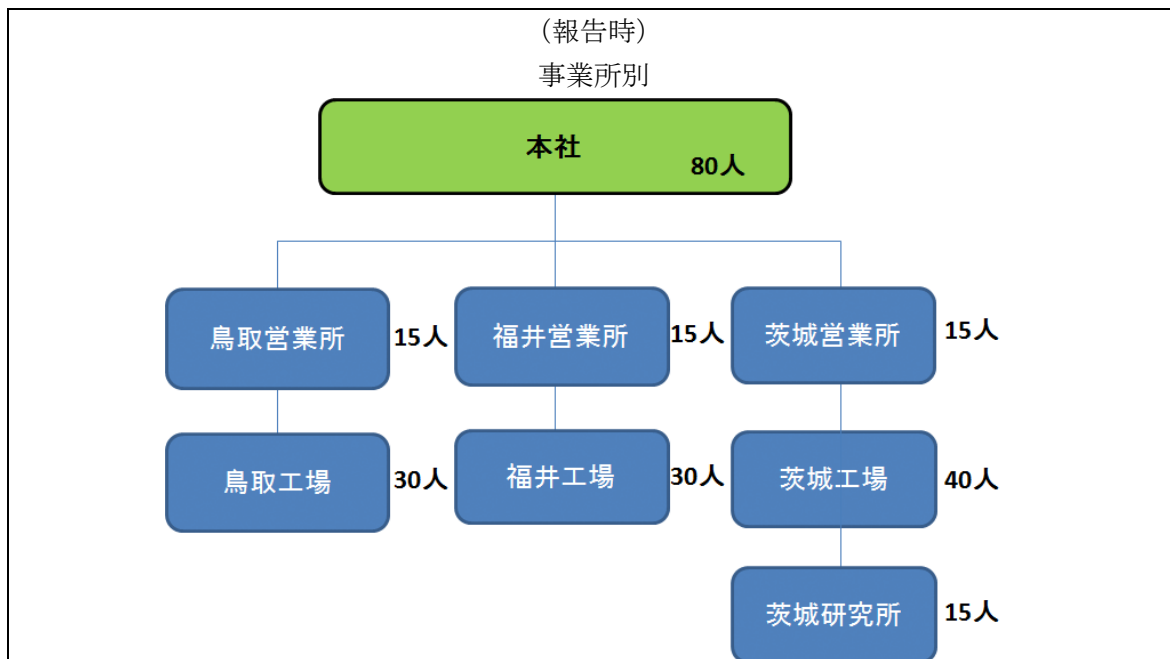 (報告時)
事業所別
本社
80人
鳥取営業所 15人 福井営業所 15人 茨城営業所 15人
鳥取工場 30人 福井工場 30人 茨城工場 40人
茨城研究所 15人